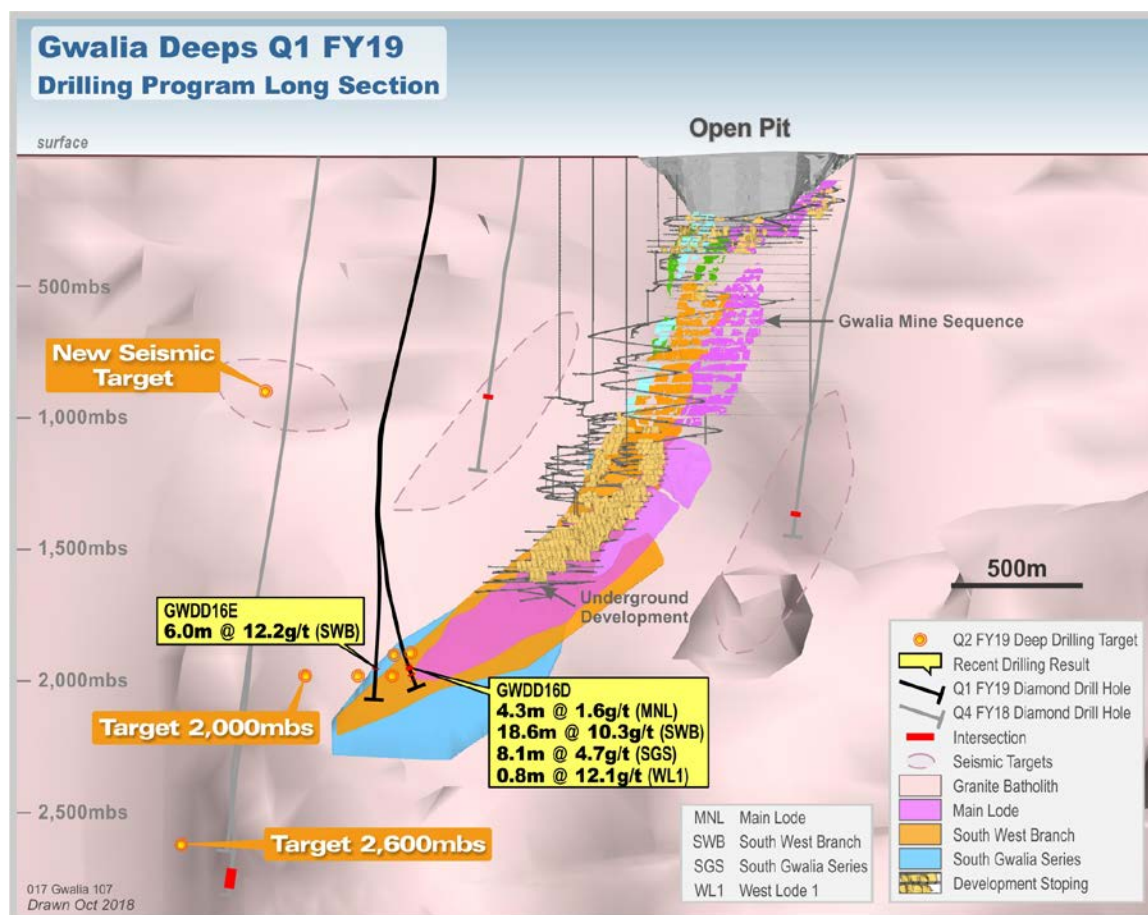 Gwalia Deeps Q1 FY19
Drilling Program Long Section
surface
Open Pit
500mbs
Gwalia Mine Sequence
New Seismic
Target
1,000mbs
1,500mbs
500m
Underground
Development
GWDD16E
6.0m @ 12.2g/t (SWB)
2,000mbs
Target 2,000mbs
GWDD16D
4.3m @ 1.6g/t (MNL)
18.6m @ 10.3g/t (SWB)
8.1m @ 4.7g/t (SGS)
0.8m @ 12.1g/t (WL1)
2,500mbs
Target 2,600mbs
MNL Main Lode
SWB South West Branch
SGS South Gwalia Series
WL1 West Lode 1
Q2 FY19 Deep Drilling Target
Recent Drilling Result
Q1 FY19 Diamond Drill Hole
Q4 FY18 Diamond Drill Hole
Intersection
Seismic Targets
Granite Batholith
Main Lode
South West Branch
South Gwalia Series
Development Stoping
017 Gwalia 107
Drawn Oct 2018